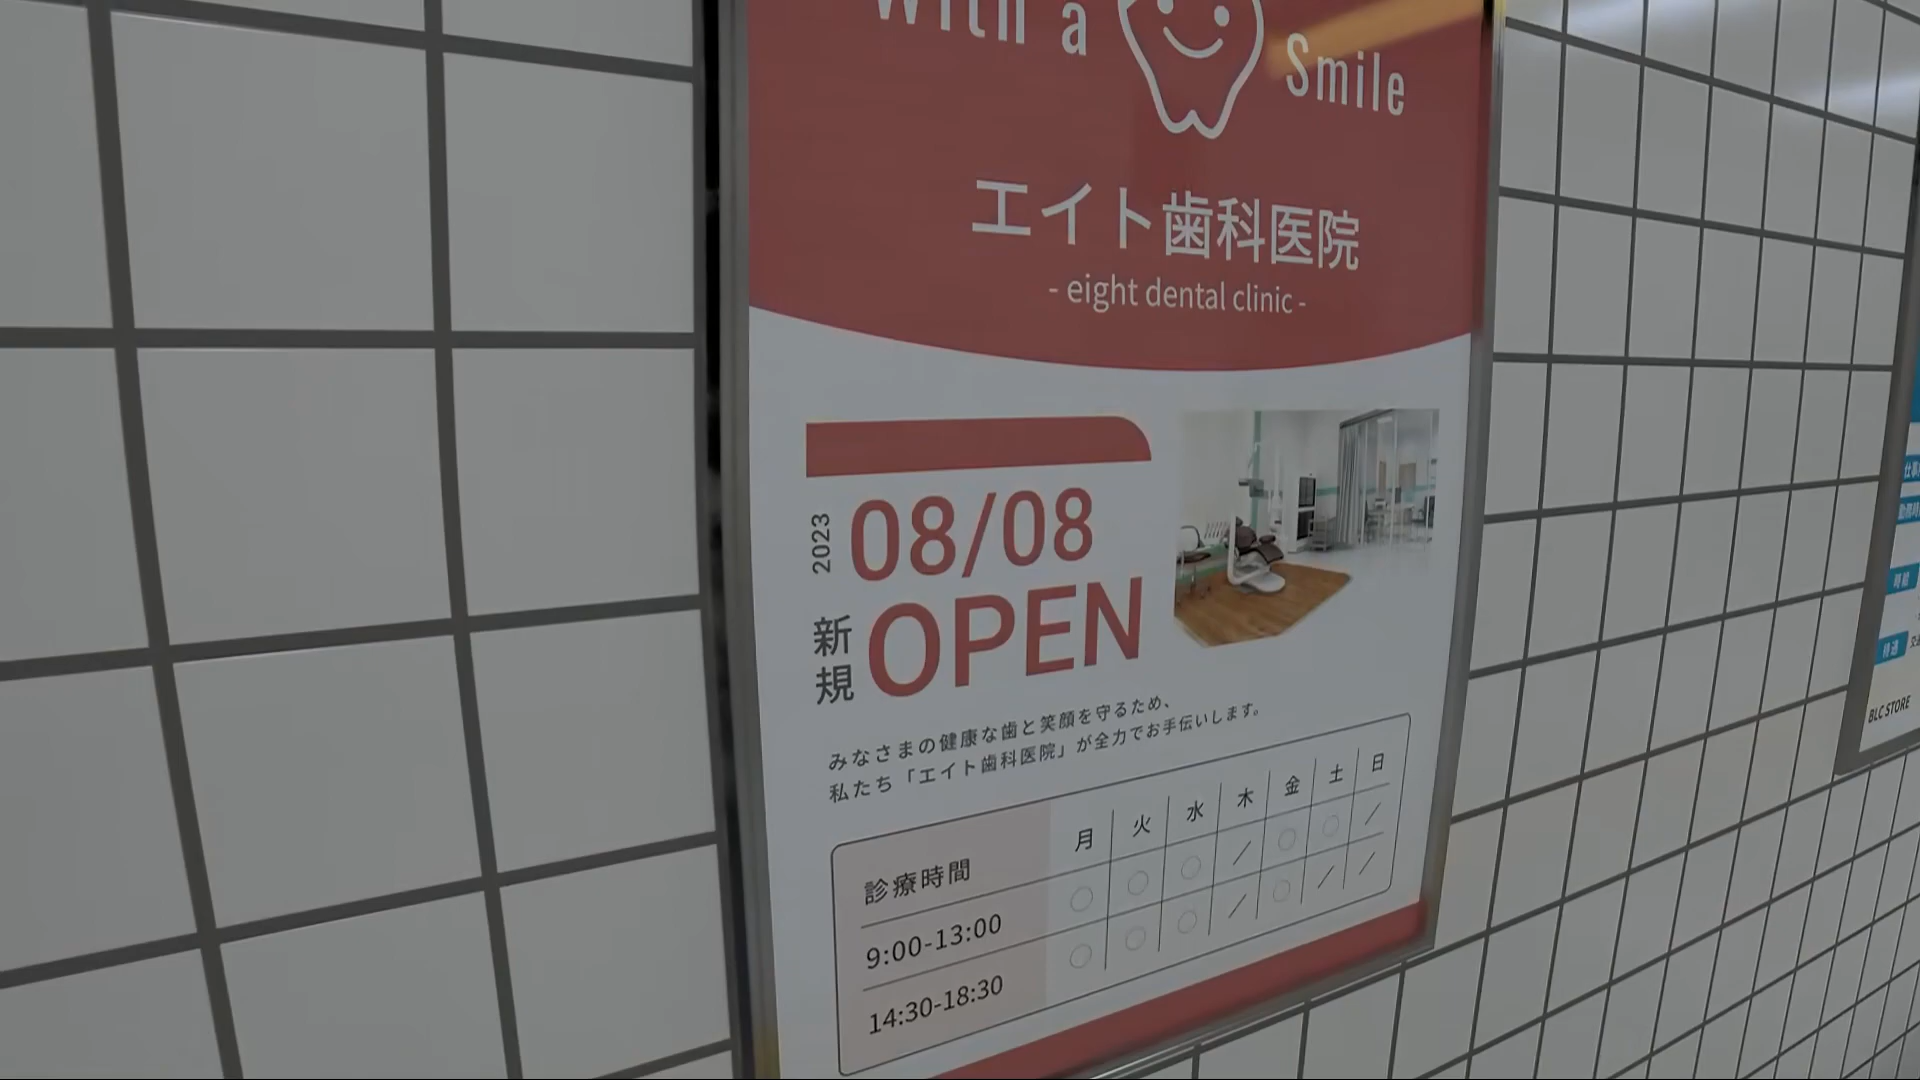 with a Smile
エイト歯科医院
- eight dental clinic -
2023 08/08
新規 OPEN
みなさまの健康な歯と笑顔を守るため、
私たち「エイト歯科医院」が全力でお手伝いします。
診療時間 月 火 水 木 金 土 日
9:00-13:00 ○ ○ ○ / ○ ○ /
14:30-18:30 ○ ○ ○ / ○ / /
時給
待遇
BLC STORE